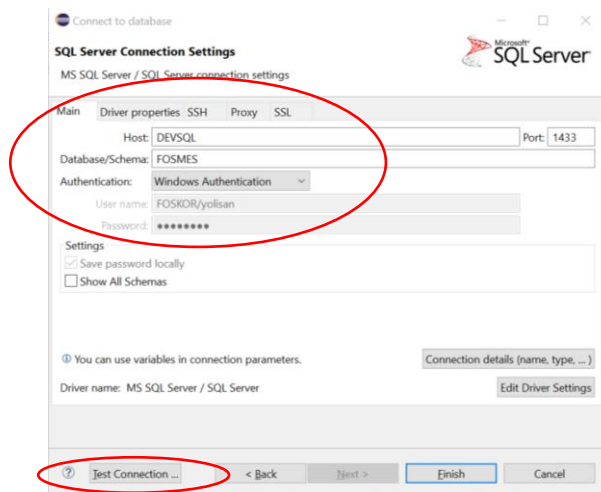 Connect to database
SQL Server Connection Settings
Microsoft®
SQL Server
MS SQL Server / SQL Server connection settings
Main Driver properties SSH Proxy SSL
Host: DEVSQL Port: 1433
Database/Schema: FOSMES
Authentication: Windows Authentication
User name: FOSKOR/yolisan
Password: ●●●●●●●●
Settings
Save password locally
Show All Schemas
You can use variables in connection parameters. Connection details (name, type, ... )
Driver name: MS SQL Server / SQL Server Edit Driver Settings
Test Connection ... < Back Next > Finish Cancel